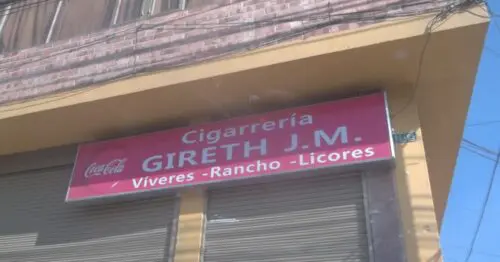 Cigarrería
Coca-Cola
GIRETH J.M.
Víveres -Rancho -Licores